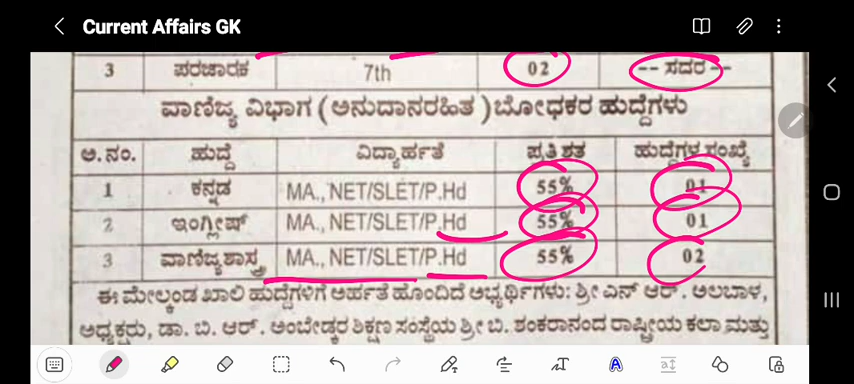 Current Affairs GK
3 ಪರಜಾರಕ 7th 02 -- ಸದರ --
ವಾಣಿಜ್ಯ ವಿಭಾಗ (ಅನುದಾನರಹಿತ) ಬೋಧಕರ ಹುದ್ದೆಗಳು
ಅ.ನಂ. ಹುದ್ದೆ ವಿದ್ಯಾರ್ಹತೆ ಪ್ರತಿಶತ ಹುದ್ದೆಗಳ ಸಂಖ್ಯೆ
1 ಕನ್ನಡ MA., NET/SLET/P.Hd 55% 01
2 ಇಂಗ್ಲೀಷ್ MA., NET/SLET/P.Hd 55% 01
3 ವಾಣಿಜ್ಯಶಾಸ್ತ್ರ MA., NET/SLET/P.Hd 55% 02
ಈ ಮೇಲ್ಕಂಡ ಖಾಲಿ ಹುದ್ದೆಗಳಿಗೆ ಅರ್ಹತೆ ಹೊಂದಿದೆ ಅಭ್ಯರ್ಥಿಗಳು: ಶ್ರೀ ಎನ್ ಆರ್. ಅಲಬಾಳ,
ಅಧ್ಯಕ್ಷರು, ಡಾ. ಬಿ. ಆರ್. ಅಂಬೇಡ್ಕರ ಶಿಕ್ಷಣ ಸಂಸ್ಥೆಯ ಶ್ರೀ ಬಿ. ಶಂಕರಾನಂದ ರಾಷ್ಟ್ರೀಯ ಕಲಾ ಮತ್ತು